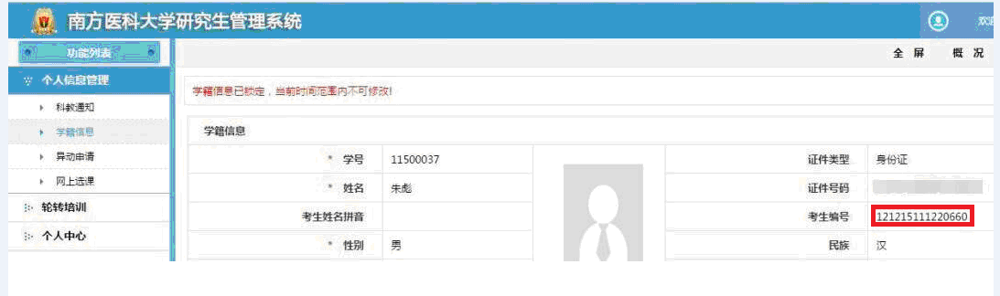 南方医科大学研究生管理系统
功能列表
全 屏 概 况
个人信息管理
学籍信息已锁定，当前时间范围内不可修改!
科教通知
学籍信息
学籍信息
异动申请
* 学号 11500037 证件类型 身份证
网上选课
* 姓名 朱彪 证件号码
轮转培训
考生姓名拼音 考生编号 121215111220660
个人中心
* 性别 男 民族 汉